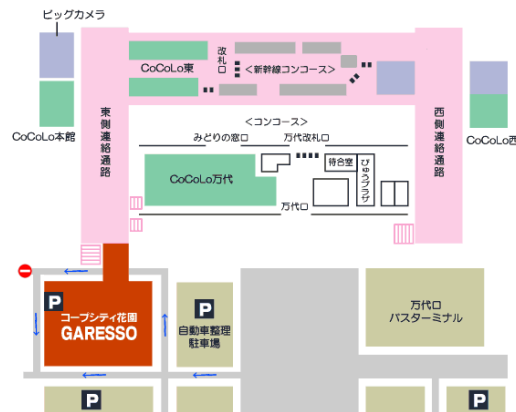 ビッグカメラ
CoCoLo本館
東側連絡通路
CoCoLo東
改札口
<新幹線コンコース>
西側連絡通路
CoCoLo西
<コンコース>
みどりの窓口
万代改札口
CoCoLo万代
待合室
びゅうプラザ
万代口
P
コープシティ花園
GARESSO
P
自動車整理
駐車場
万代口
バスターミナル
P
P